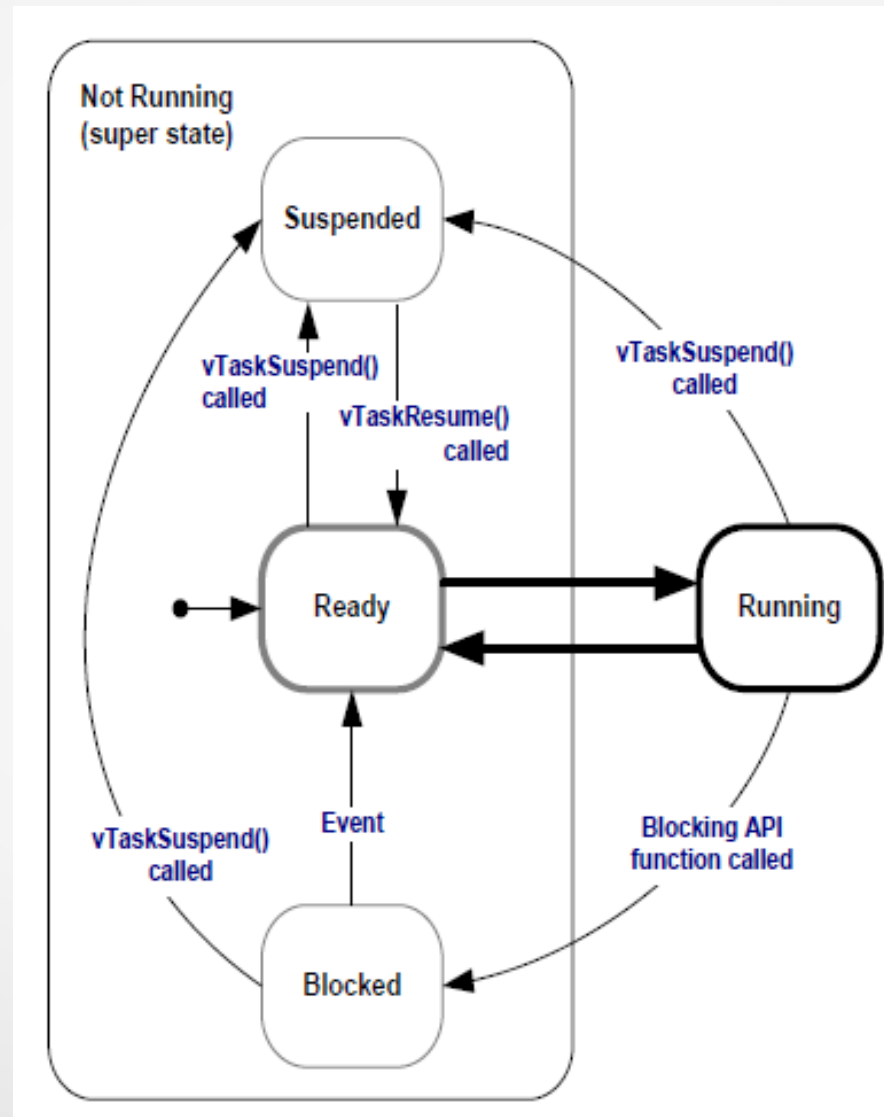 Not Running
(super state)
Suspended
vTaskSuspend()
called
vTaskResume()
called
vTaskSuspend()
called
Ready
Running
Event
vTaskSuspend()
called
Blocking API
function called
Blocked